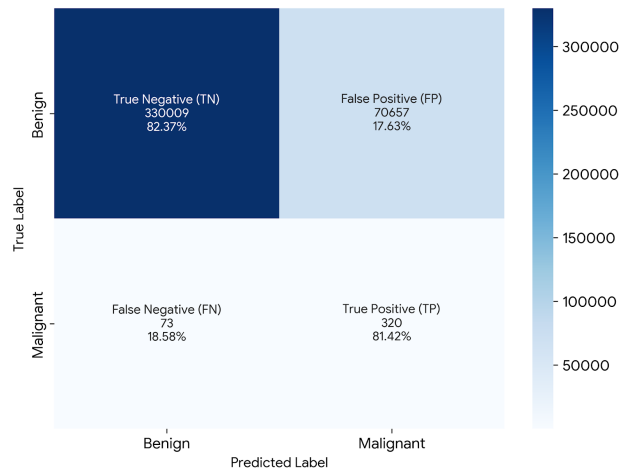 True Negative (TN)
330009
82.37%
False Positive (FP)
70657
17.63%
False Negative (FN)
73
18.58%
True Positive (TP)
320
81.42%
Benign
Malignant
True Label
Benign
Malignant
Predicted Label
300000
250000
200000
150000
100000
50000